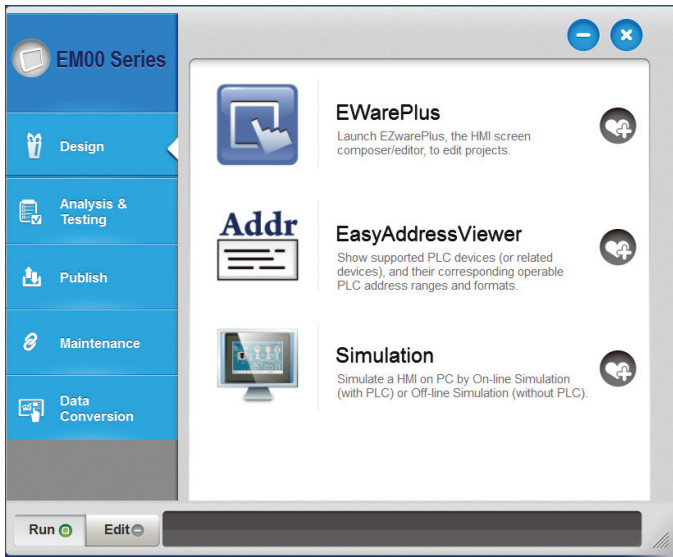 EM00 Series
Design
Analysis &
Testing
Publish
Maintenance
Data
Conversion
EWarePlus
Launch EZwarePlus, the HMI screen
composer/editor, to edit projects.
Addr
EasyAddressViewer
Show supported PLC devices (or related
devices), and their corresponding operable
PLC address ranges and formats.
Simulation
Simulate a HMI on PC by On-line Simulation
(with PLC) or Off-line Simulation (without PLC).
Run
Edit